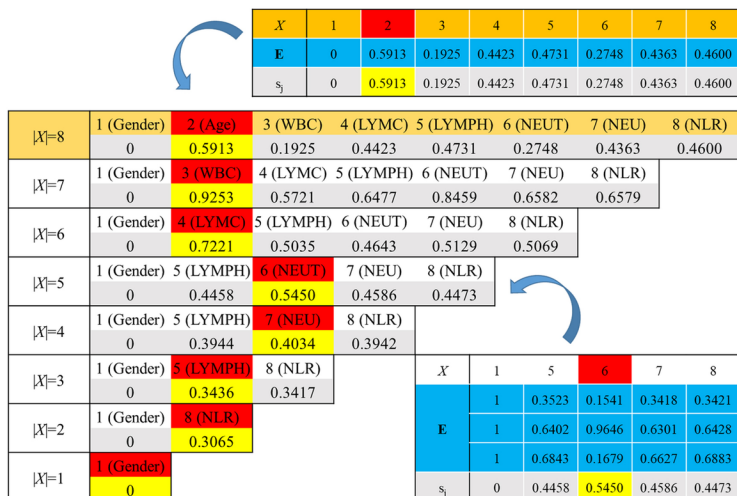 X 1 2 3 4 5 6 7 8
E 0 0.5913 0.1925 0.4423 0.4731 0.2748 0.4363 0.4600
sj 0 0.5913 0.1925 0.4423 0.4731 0.2748 0.4363 0.4600
|X|=8 1 (Gender) 2 (Age) 3 (WBC) 4 (LYMC) 5 (LYMPH) 6 (NEUT) 7 (NEU) 8 (NLR)
0 0.5913 0.1925 0.4423 0.4731 0.2748 0.4363 0.4600
|X|=7 1 (Gender) 3 (WBC) 4 (LYMC) 5 (LYMPH) 6 (NEUT) 7 (NEU) 8 (NLR)
0 0.9253 0.5721 0.6477 0.8459 0.6582 0.6579
|X|=6 1 (Gender) 4 (LYMC) 5 (LYMPH) 6 (NEUT) 7 (NEU) 8 (NLR)
0 0.7221 0.5035 0.4643 0.5129 0.5069
|X|=5 1 (Gender) 5 (LYMPH) 6 (NEUT) 7 (NEU) 8 (NLR)
0 0.4458 0.5450 0.4586 0.4473
|X|=4 1 (Gender) 5 (LYMPH) 7 (NEU) 8 (NLR)
0 0.3944 0.4034 0.3942
|X|=3 1 (Gender) 5 (LYMPH) 8 (NLR)
0 0.3436 0.3417
|X|=2 1 (Gender) 8 (NLR)
0 0.3065
|X|=1 1 (Gender)
0
X 1 5 6 7 8
1 0.3523 0.1541 0.3418 0.3421
E 1 0.6402 0.9646 0.6301 0.6428
1 0.6843 0.1679 0.6627 0.6883
sj 0 0.4458 0.5450 0.4586 0.4473